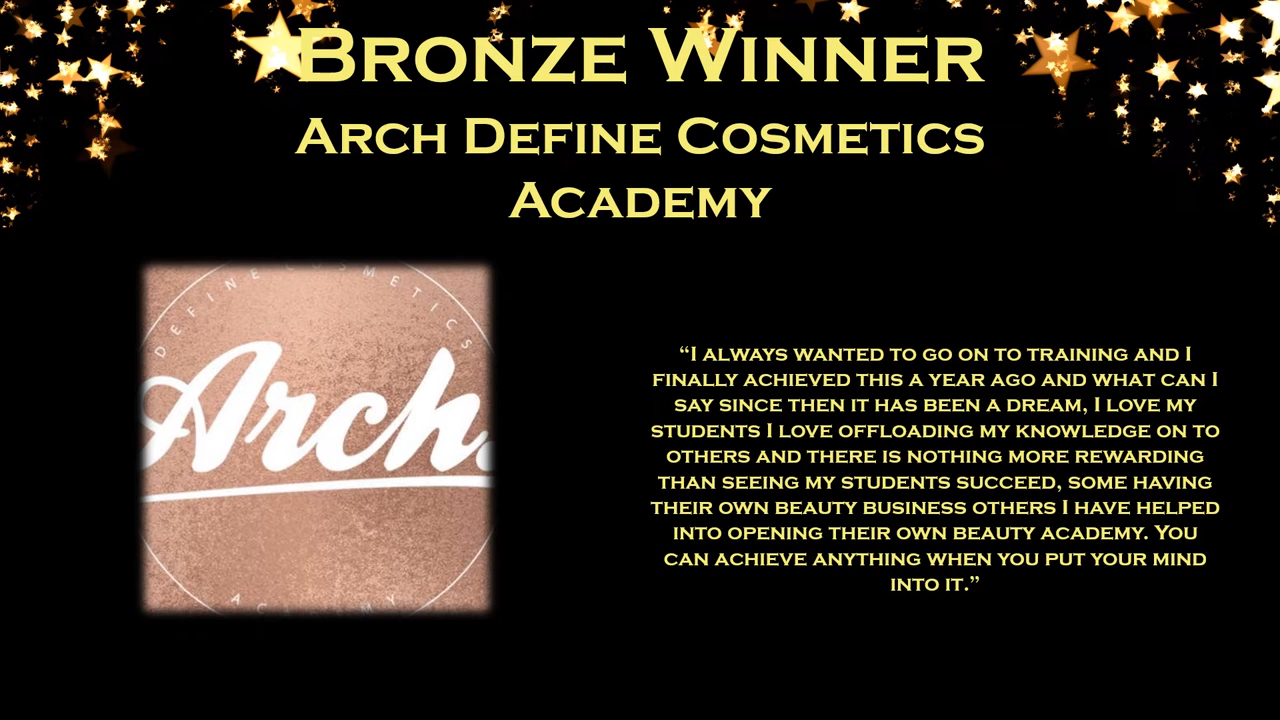 Bronze Winner
Arch Define Cosmetics
Academy
DEFINE COSMETICS
Arch.
ACADEMY
“I always wanted to go on to training and I
finally achieved this a year ago and what can I
say since then it has been a dream, I love my
students I love offloading my knowledge on to
others and there is nothing more rewarding
than seeing my students succeed, some having
their own beauty business others I have helped
into opening their own beauty academy. You
can achieve anything when you put your mind
into it.”